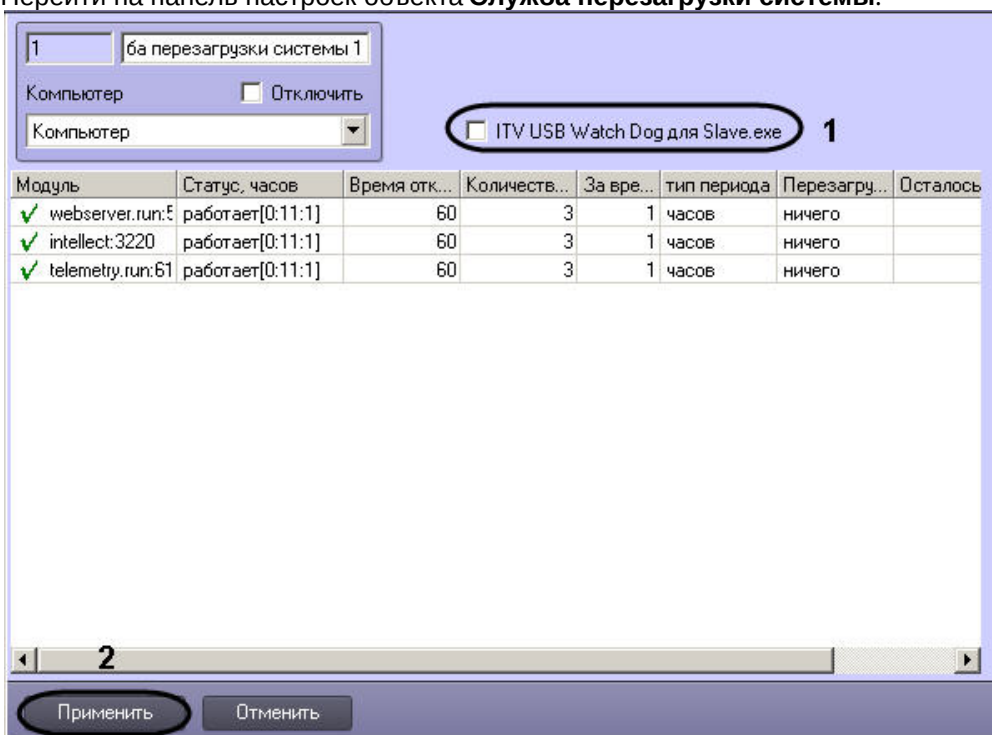 Перейти на панель настроек объекта Служба перезагрузки системы.
1 ба перезагрузки системы 1
Компьютер Отключить
Компьютер
ITV USB Watch Dog для Slave.exe 1
Модуль Статус, часов Время отк... Количеств... За вре... тип периода Перезагру... Осталось
webserver.run:5 работает[0:11:1] 60 3 1 часов ничего
intellect:3220 работает[0:11:1] 60 3 1 часов ничего
telemetry.run:61 работает[0:11:1] 60 3 1 часов ничего
2
Применить Отменить